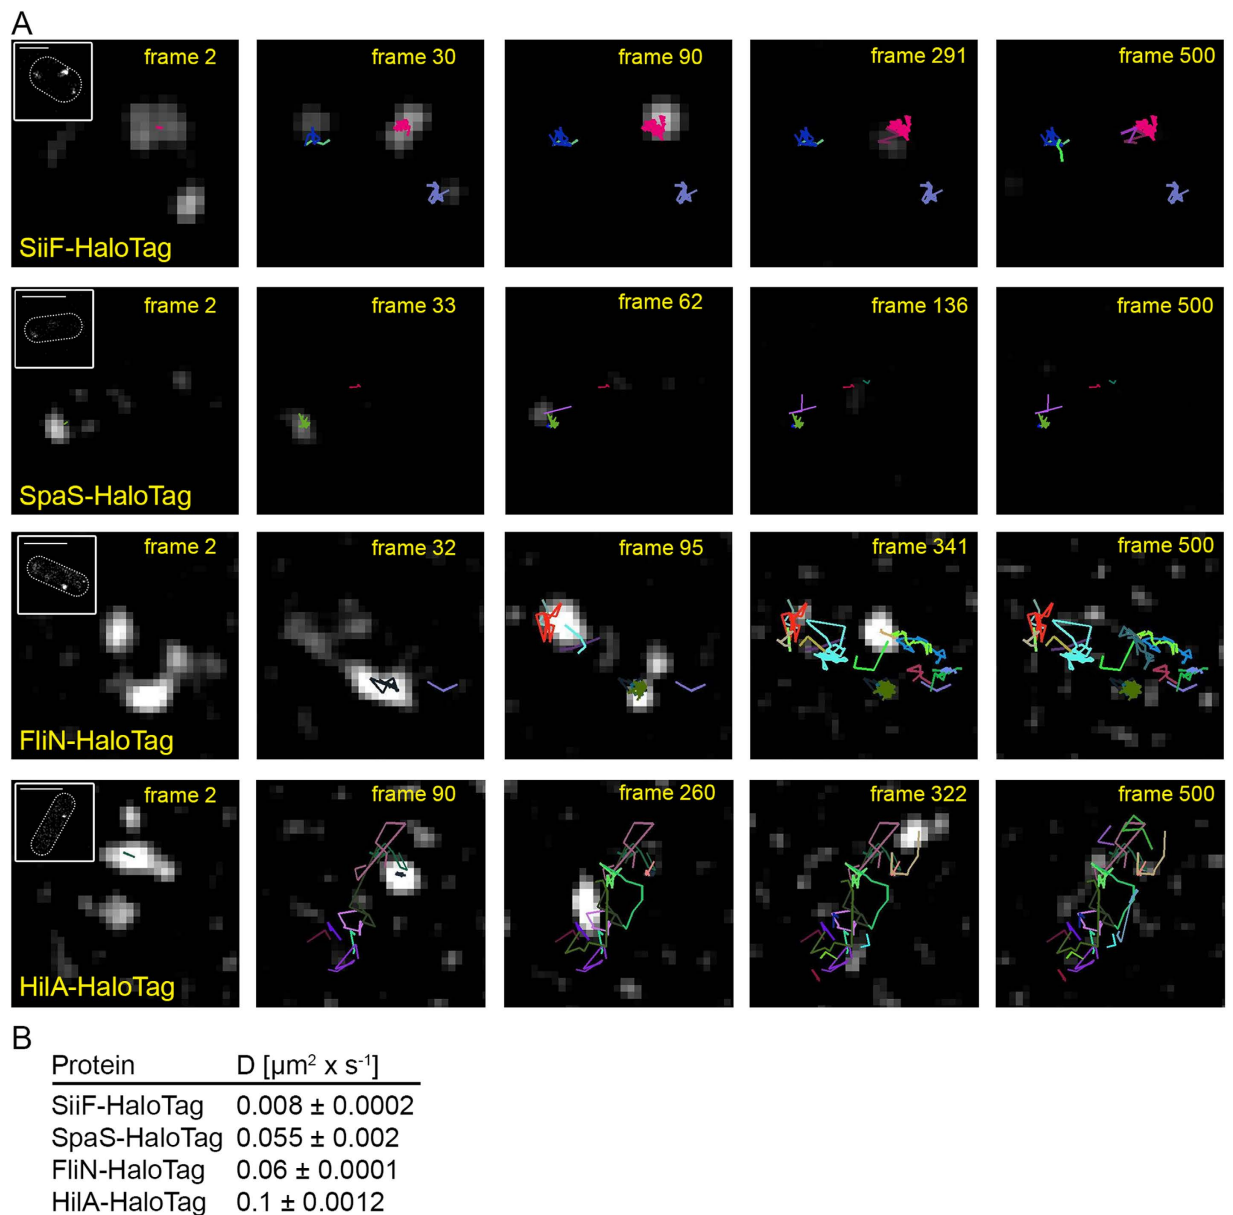 A
frame 2
frame 30
frame 90
frame 291
frame 500
SiiF-HaloTag
frame 2
frame 33
frame 62
frame 136
frame 500
SpaS-HaloTag
frame 2
frame 32
frame 95
frame 341
frame 500
FliN-HaloTag
frame 2
frame 90
frame 260
frame 322
frame 500
HilA-HaloTag
B
Protein D [µm² x s⁻¹]
SiiF-HaloTag 0.008 ± 0.0002
SpaS-HaloTag 0.055 ± 0.002
FliN-HaloTag 0.06 ± 0.0001
HilA-HaloTag 0.1 ± 0.0012